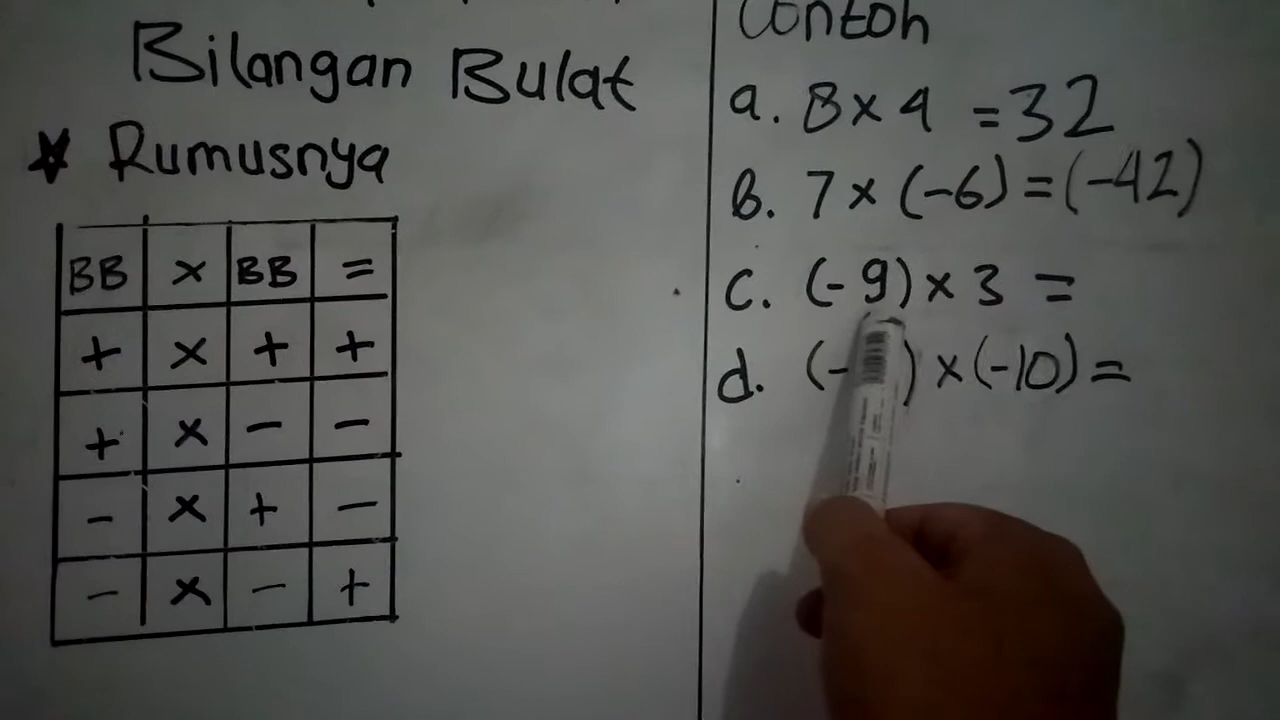 Bilangan Bulat
* Rumusnya
BB × BB =
+ × + +
+ × - -
- × + -
- × - +
Contoh
a. 8 × 4 = 32
b. 7 × (-6) = (-42)
c. (-9) × 3 =
d. (- ) × (-10) =